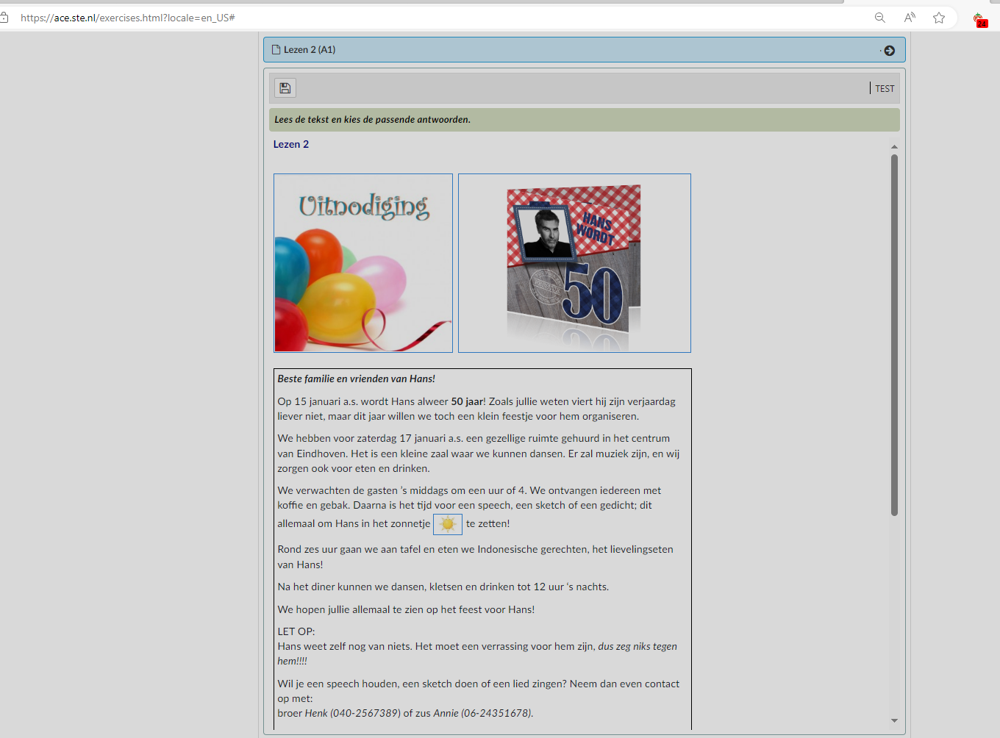 https://ace.ste.nl/exercises.html?locale=en_US#
24
Lezen 2 (A1)
TEST
Lees de tekst en kies de passende antwoorden.
Lezen 2
Uitnodiging
HANS
WORDT
50
Beste familie en vrienden van Hans!
Op 15 januari a.s. wordt Hans alweer 50 jaar! Zoals jullie weten viert hij zijn verjaardag
liever niet, maar dit jaar willen we toch een klein feestje voor hem organiseren.
We hebben voor zaterdag 17 januari a.s. een gezellige ruimte gehuurd in het centrum
van Eindhoven. Het is een kleine zaal waar we kunnen dansen. Er zal muziek zijn, en wij
zorgen ook voor eten en drinken.
We verwachten de gasten ’s middags om een uur of 4. We ontvangen iedereen met
koffie en gebak. Daarna is het tijd voor een speech, een sketch of een gedicht; dit
allemaal om Hans in het zonnetje te zetten!
Rond zes uur gaan we aan tafel en eten we Indonesische gerechten, het lievelingseten
van Hans!
Na het diner kunnen we dansen, kletsen en drinken tot 12 uur ‘s nachts.
We hopen jullie allemaal te zien op het feest voor Hans!
LET OP:
Hans weet zelf nog van niets. Het moet een verrassing voor hem zijn, dus zeg niks tegen
hem!!!!
Wil je een speech houden, een sketch doen of een lied zingen? Neem dan even contact
op met:
broer Henk (040-2567389) of zus Annie (06-24351678).